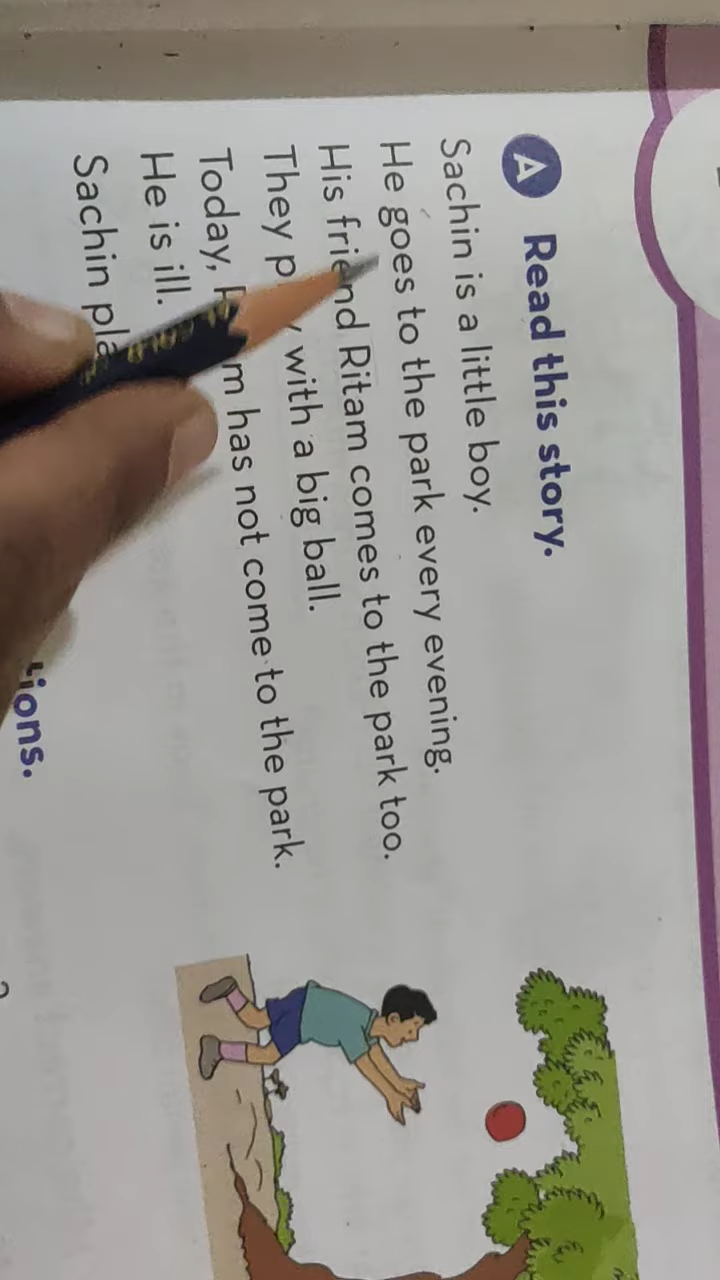 A Read this story.
Sachin is a little boy.
He goes to the park every evening.
His friend Ritam comes to the park too.
They with a big ball.
Today, has not come to the park.
He is ill.
Sachin